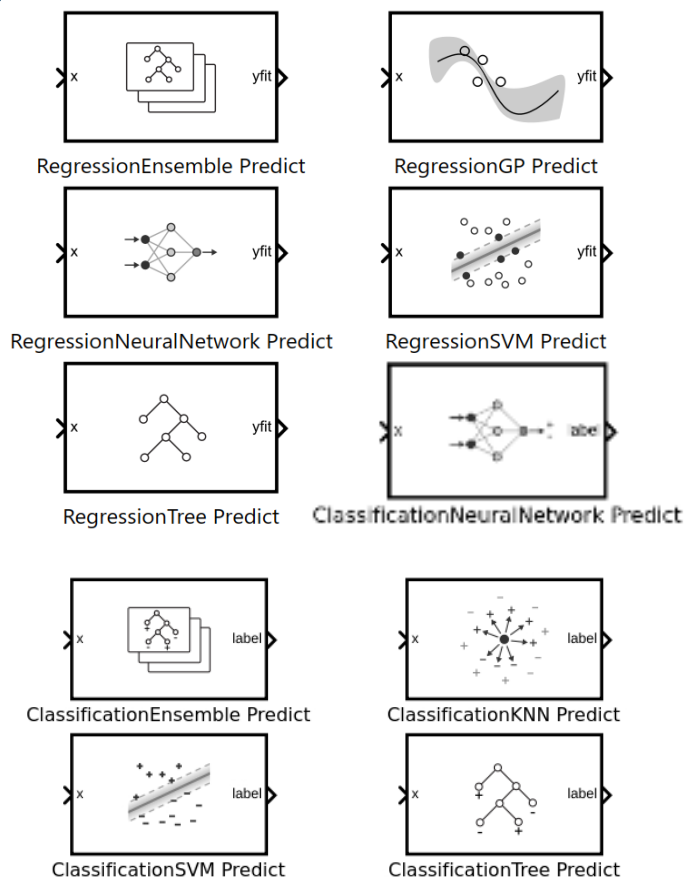 x yfit x yfit
RegressionEnsemble Predict RegressionGP Predict
x yfit x yfit
RegressionNeuralNetwork Predict RegressionSVM Predict
x yfit x abel
RegressionTree Predict ClassificationNeuralNetwork Predict
x label x label
ClassificationEnsemble Predict ClassificationKNN Predict
x label x label
ClassificationSVM Predict ClassificationTree Predict